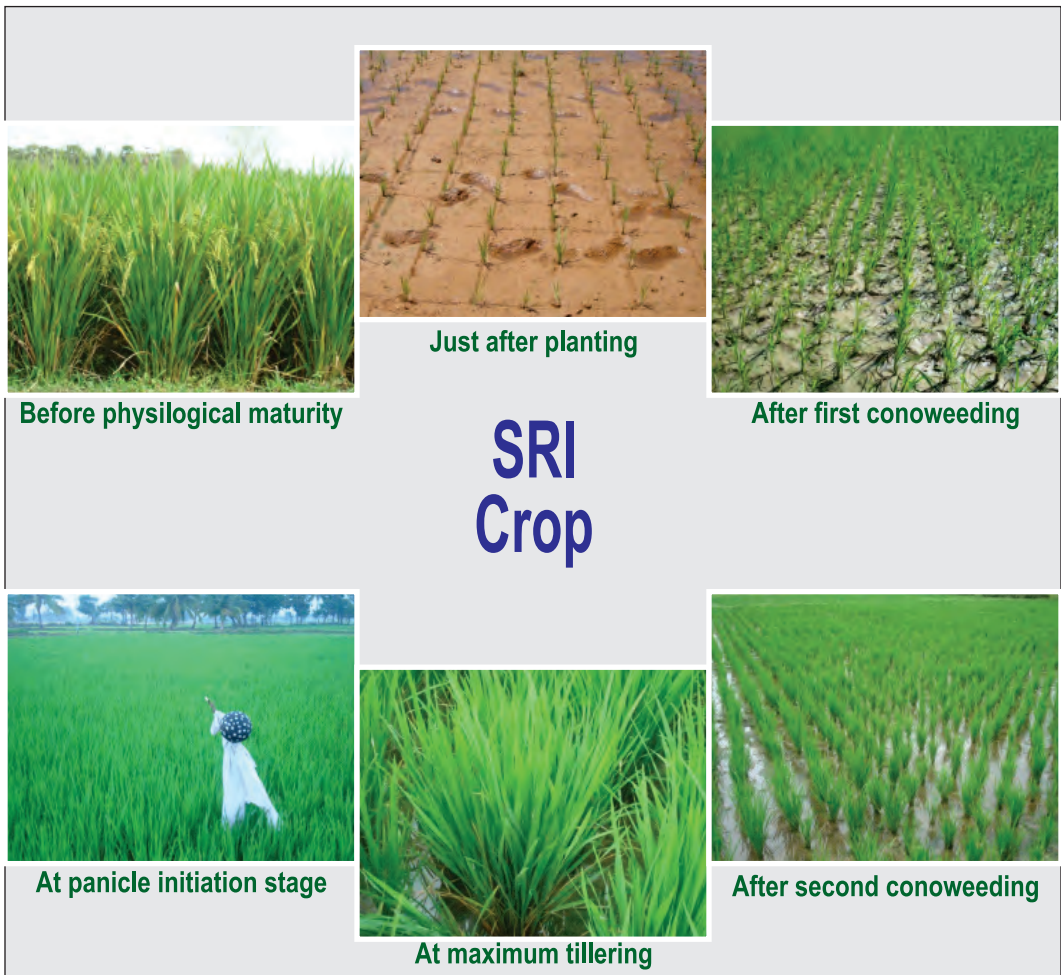 Just after planting
Before physilogical maturity
After first conoweeding
SRI
Crop
At panicle initiation stage
After second conoweeding
At maximum tillering